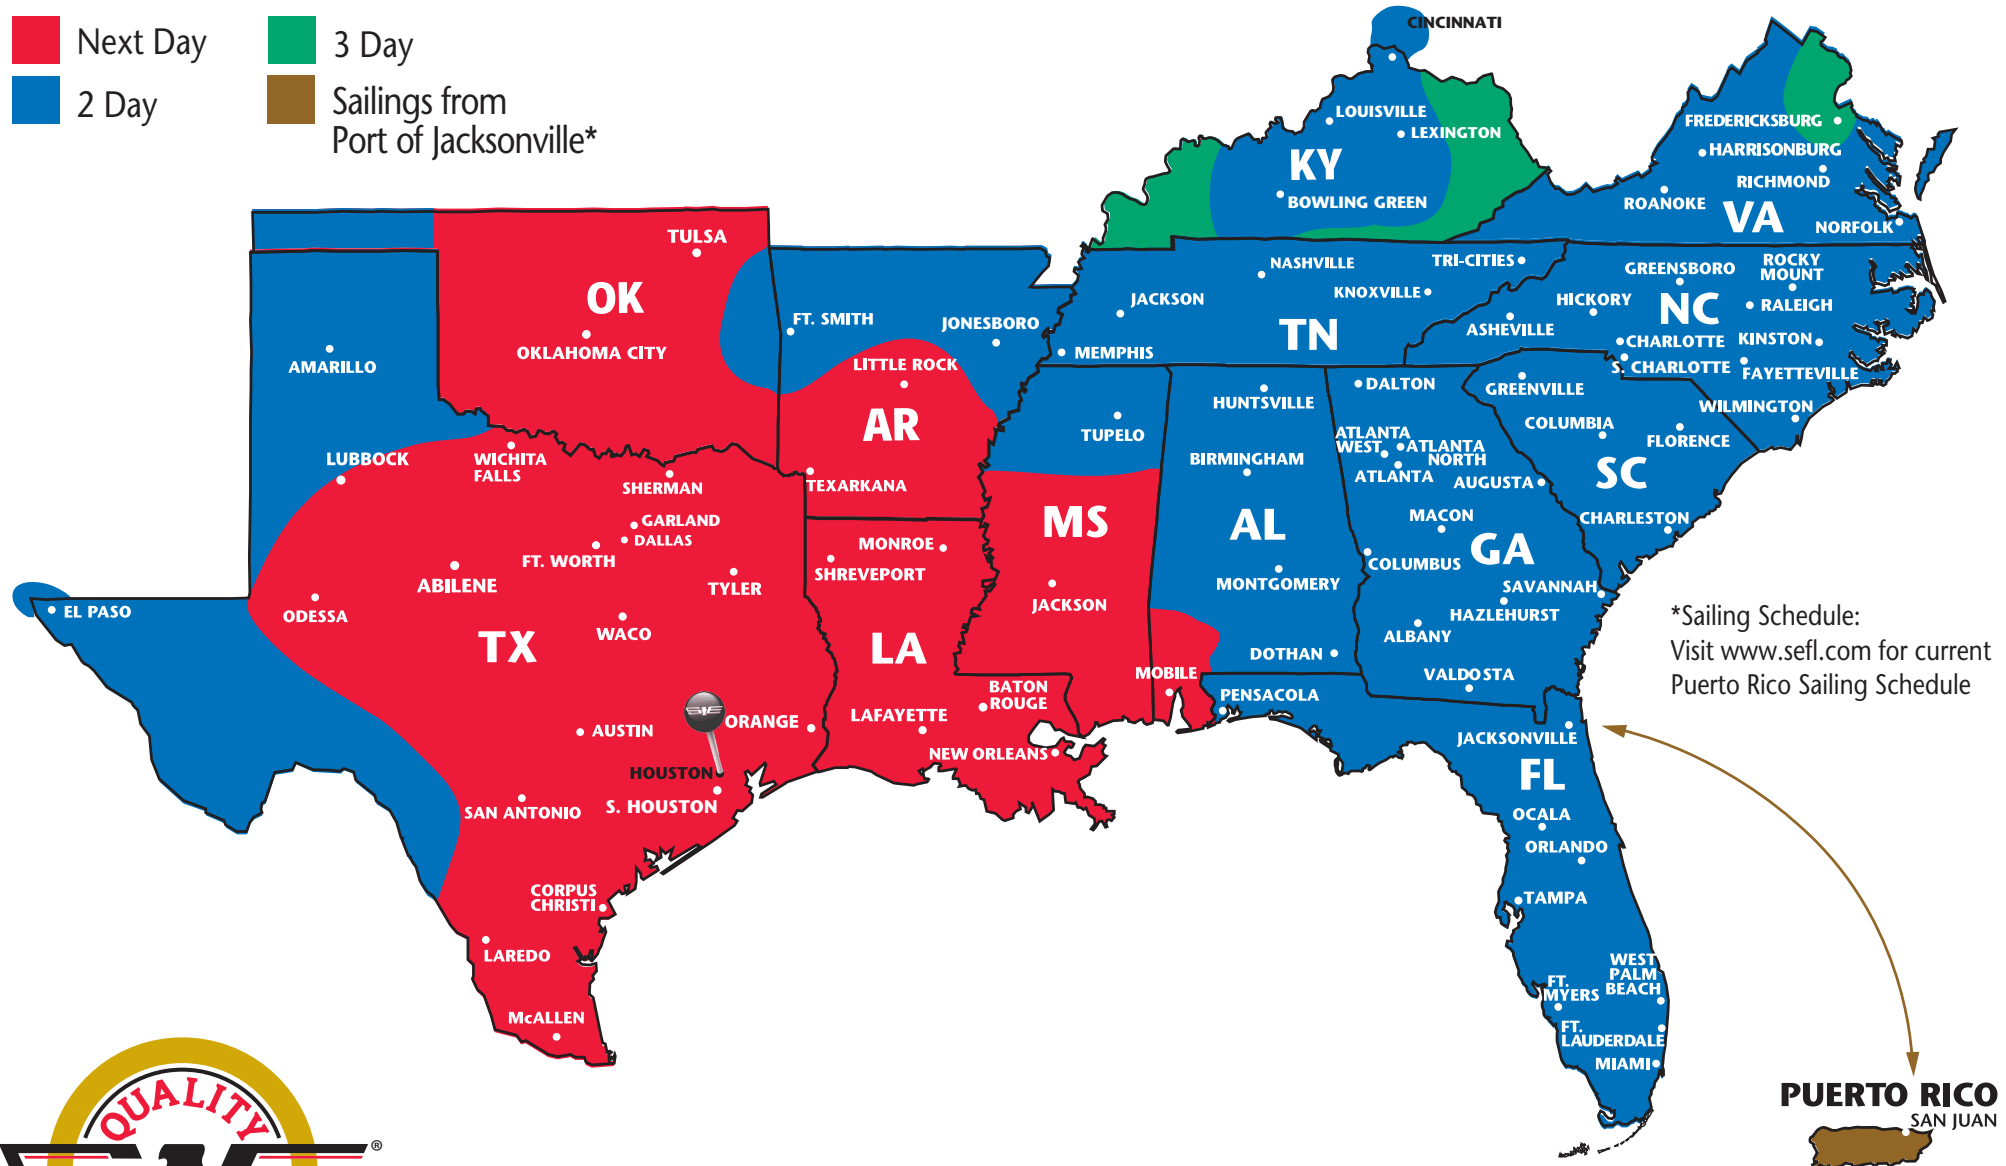 Next Day
2 Day
3 Day
Sailings from
Port of Jacksonville*
CINCINNATI
LOUISVILLE
LEXINGTON
KY
BOWLING GREEN
FREDERICKSBURG
HARRISONBURG
RICHMOND
ROANOKE
VA
NORFOLK
TULSA
OK
OKLAHOMA CITY
AMARILLO
LUBBOCK
FT. SMITH
JONESBORO
LITTLE ROCK
AR
TEXARKANA
NASHVILLE
TRI-CITIES
JACKSON
KNOXVILLE
TN
MEMPHIS
GREENSBORO
ROCKY
MOUNT
HICKORY
NC
RALEIGH
ASHEVILLE
CHARLOTTE
KINSTON
S. CHARLOTTE
FAYETTEVILLE
WILMINGTON
GREENVILLE
COLUMBIA
FLORENCE
SC
CHARLESTON
HUNTSVILLE
BIRMINGHAM
AL
MONTGOMERY
DOTHAN
MOBILE
TUPELO
MS
JACKSON
DALTON
ATLANTA
WEST
ATLANTA
NORTH
ATLANTA
AUGUSTA
MACON
GA
COLUMBUS
SAVANNAH
HAZLEHURST
ALBANY
VALDOSTA
WICHITA
FALLS
SHERMAN
GARLAND
DALLAS
FT. WORTH
ABILENE
TYLER
ODESSA
WACO
TX
EL PASO
AUSTIN
ORANGE
HOUSTON
S. HOUSTON
SAN ANTONIO
CORPUS
CHRISTI
LAREDO
McALLEN
MONROE
SHREVEPORT
LA
BATON
ROUGE
LAFAYETTE
NEW ORLEANS
PENSACOLA
JACKSONVILLE
FL
OCALA
ORLANDO
TAMPA
WEST
PALM
BEACH
FT.
MYERS
FT.
LAUDERDALE
MIAMI
*Sailing Schedule:
Visit www.sefl.com for current
Puerto Rico Sailing Schedule
PUERTO RICO
SAN JUAN
QUALITY
®